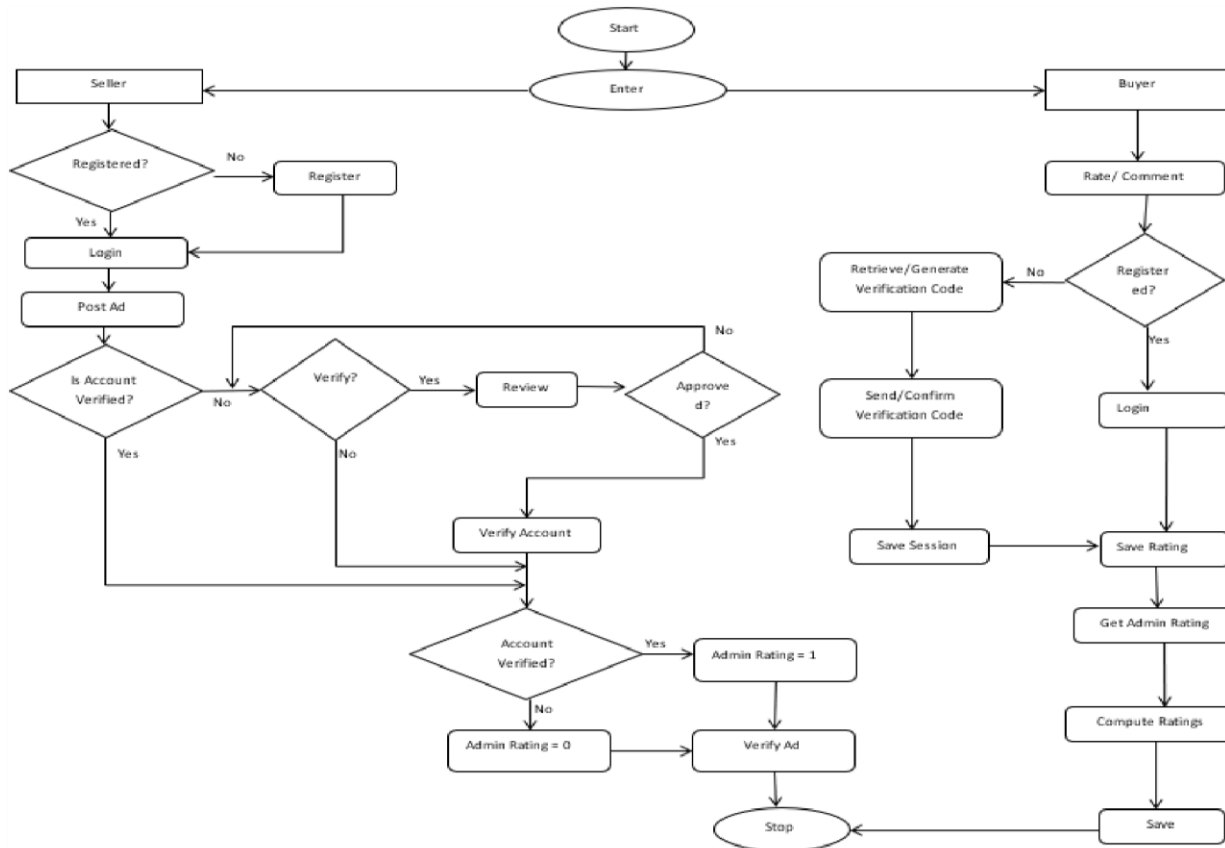 Start
Enter
Seller
Buyer
Registered?
No
Register
Rate/ Comment
Yes
Login
Retrieve/Generate
Verification Code
No
Register
ed?
Post Ad
Yes
No
Is Account
Verified?
No
Verify?
Yes
Review
Approve
d?
Send/Confirm
Verification Code
Login
Yes
No
Yes
Verify Account
Save Session
Save Rating
Get Admin Rating
Account
Verified?
Yes
Admin Rating = 1
No
Compute Ratings
Admin Rating = 0
Verify Ad
Stop
Save